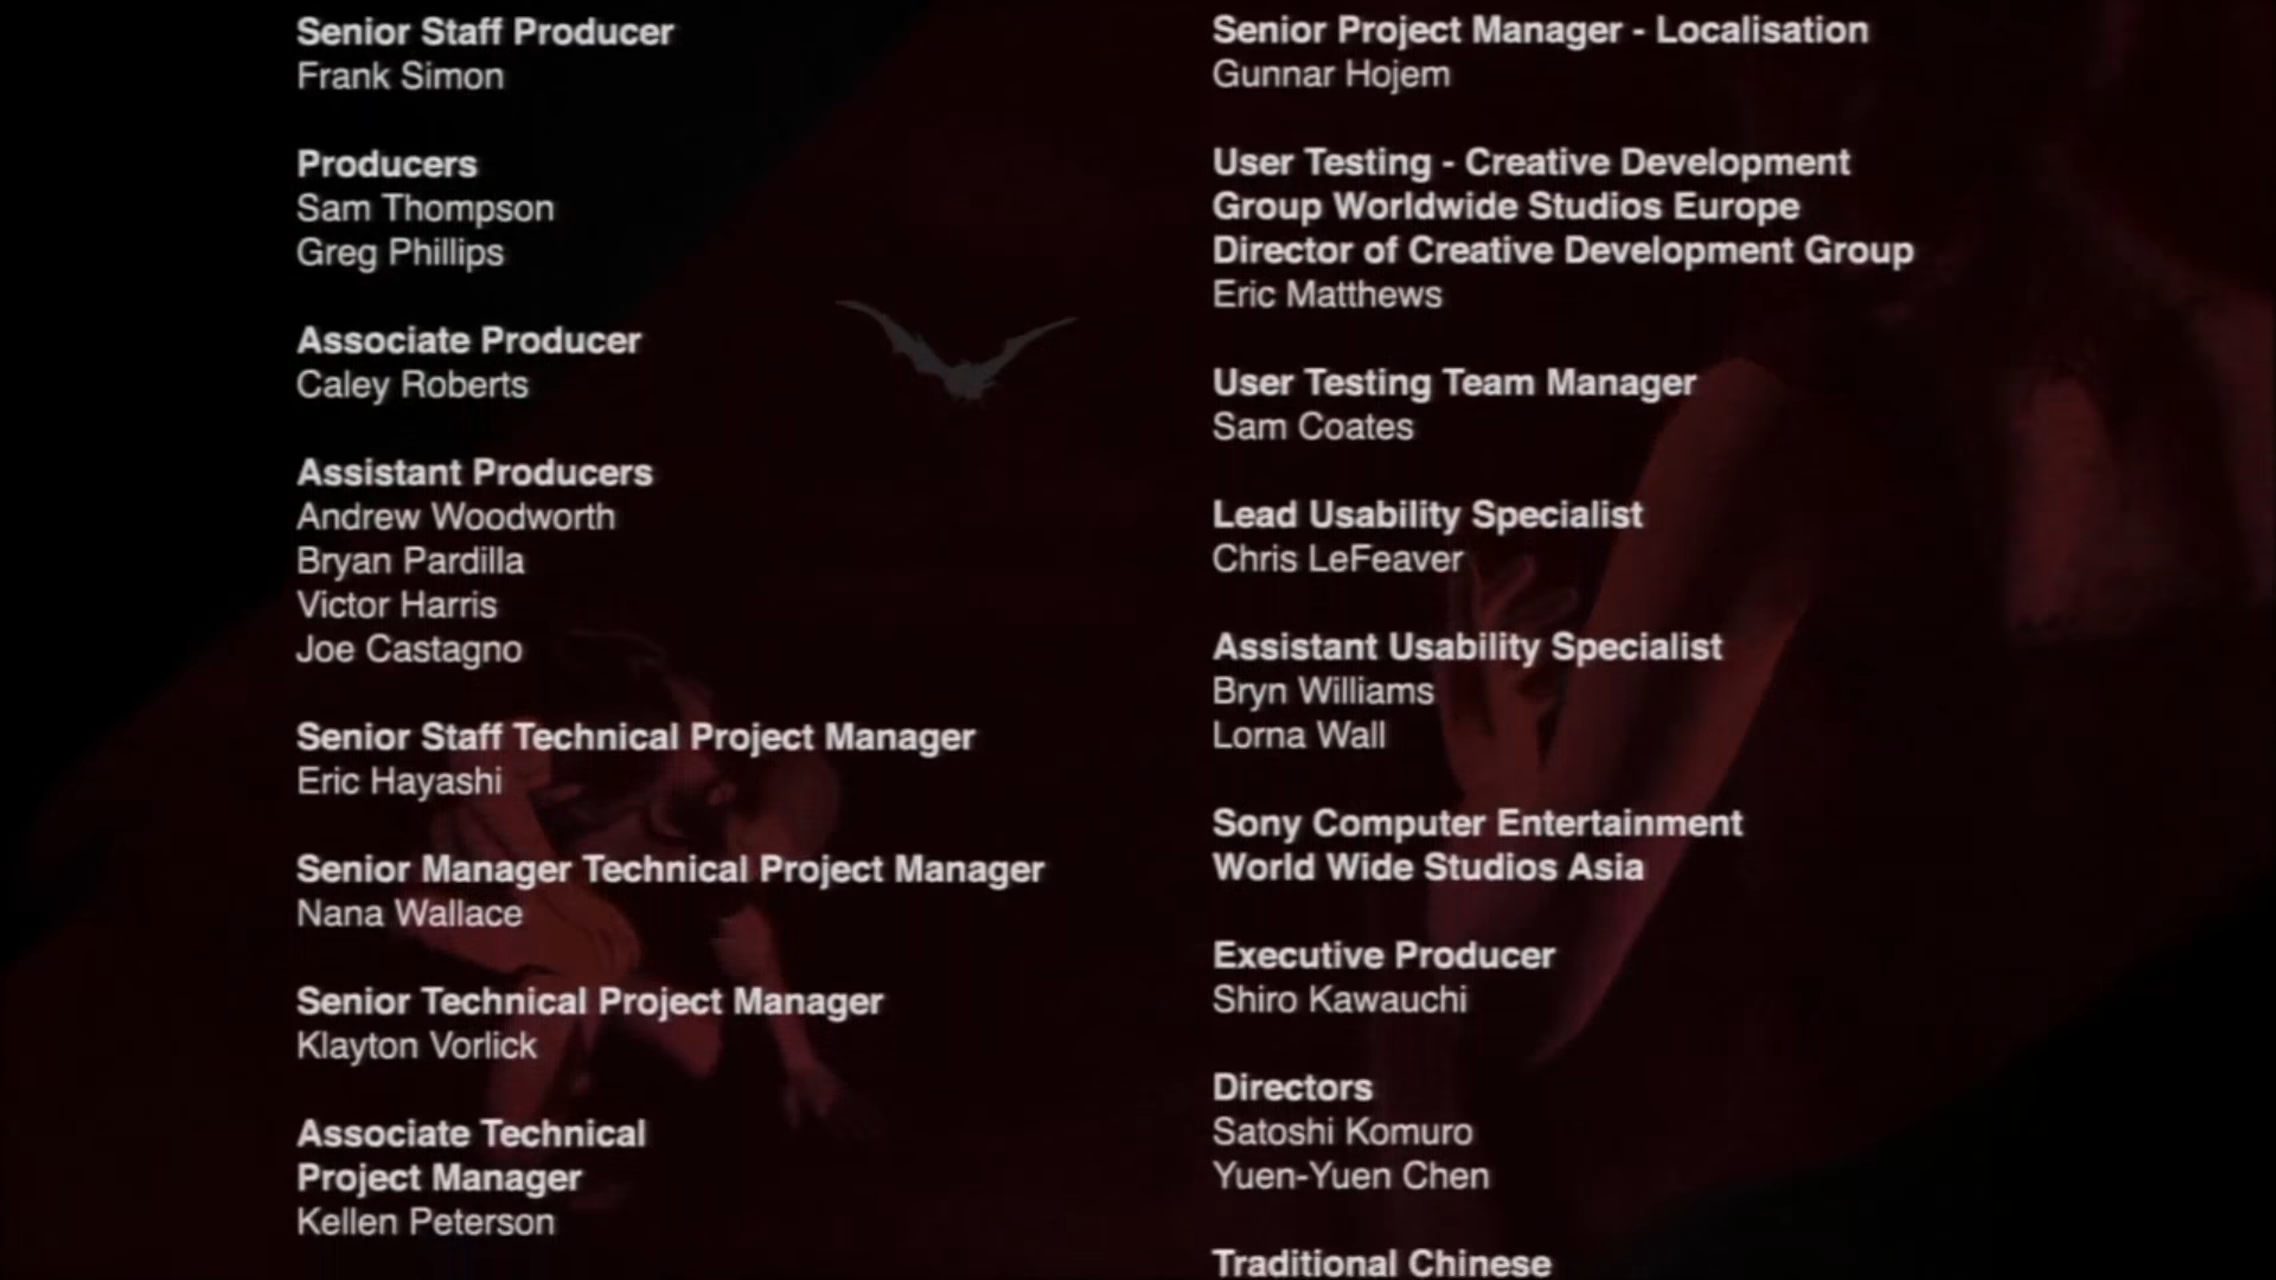 Senior Staff Producer
Frank Simon
Producers
Sam Thompson
Greg Phillips
Associate Producer
Caley Roberts
Assistant Producers
Andrew Woodworth
Bryan Pardilla
Victor Harris
Joe Castagno
Senior Staff Technical Project Manager
Eric Hayashi
Senior Manager Technical Project Manager
Nana Wallace
Senior Technical Project Manager
Klayton Vorlick
Associate Technical
Project Manager
Kellen Peterson
Senior Project Manager - Localisation
Gunnar Hojem
User Testing - Creative Development
Group Worldwide Studios Europe
Director of Creative Development Group
Eric Matthews
User Testing Team Manager
Sam Coates
Lead Usability Specialist
Chris LeFeaver
Assistant Usability Specialist
Bryn Williams
Lorna Wall
Sony Computer Entertainment
World Wide Studios Asia
Executive Producer
Shiro Kawauchi
Directors
Satoshi Komuro
Yuen-Yuen Chen
Traditional Chinese